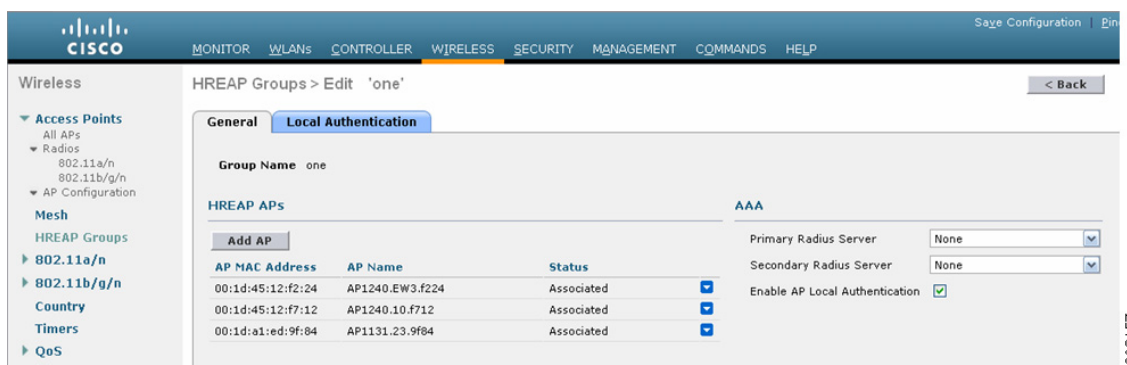 Save Configuration | Pin
CISCO
MONITOR WLANs CONTROLLER WIRELESS SECURITY MANAGEMENT COMMANDS HELP
Wireless
HREAP Groups > Edit 'one'
< Back
Access Points
All APs
Radios
802.11a/n
802.11b/g/n
AP Configuration
Mesh
HREAP Groups
802.11a/n
802.11b/g/n
Country
Timers
QoS
General
Local Authentication
Group Name one
HREAP APs
Add AP
AP MAC Address AP Name Status
00:1d:45:12:f2:24 AP1240.EW3.f224 Associated
00:1d:45:12:f7:12 AP1240.10.f712 Associated
00:1d:a1:ed:9f:84 AP1131.23.9f84 Associated
AAA
Primary Radius Server None
Secondary Radius Server None
Enable AP Local Authentication